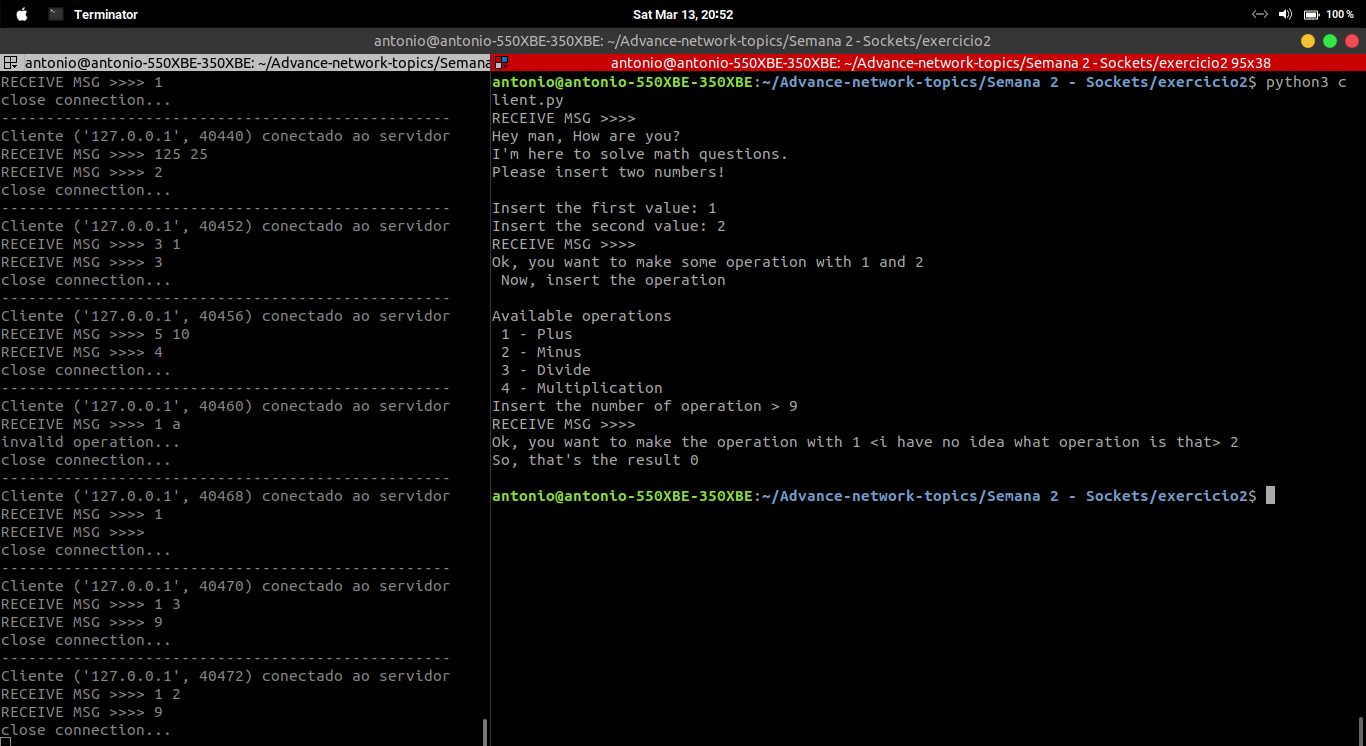 Terminator
Sat Mar 13, 20:52
100 %
antonio@antonio-550XBE-350XBE: ~/Advance-network-topics/Semana 2 - Sockets/exercicio2
antonio@antonio-550XBE-350XBE: ~/Advance-network-topics/Semana
RECEIVE MSG >>>> 1
close connection...
--------------------------------------------------
Cliente ('127.0.0.1', 40440) conectado ao servidor
RECEIVE MSG >>>> 125 25
RECEIVE MSG >>>> 2
close connection...
--------------------------------------------------
Cliente ('127.0.0.1', 40452) conectado ao servidor
RECEIVE MSG >>>> 3 1
RECEIVE MSG >>>> 3
close connection...
--------------------------------------------------
Cliente ('127.0.0.1', 40456) conectado ao servidor
RECEIVE MSG >>>> 5 10
RECEIVE MSG >>>> 4
close connection...
--------------------------------------------------
Cliente ('127.0.0.1', 40460) conectado ao servidor
RECEIVE MSG >>>> 1 a
invalid operation...
close connection...
--------------------------------------------------
Cliente ('127.0.0.1', 40468) conectado ao servidor
RECEIVE MSG >>>> 1
RECEIVE MSG >>>>
close connection...
--------------------------------------------------
Cliente ('127.0.0.1', 40470) conectado ao servidor
RECEIVE MSG >>>> 1 3
RECEIVE MSG >>>> 9
close connection...
--------------------------------------------------
Cliente ('127.0.0.1', 40472) conectado ao servidor
RECEIVE MSG >>>> 1 2
RECEIVE MSG >>>> 9
close connection...
antonio@antonio-550XBE-350XBE: ~/Advance-network-topics/Semana 2 - Sockets/exercicio2 95x38
antonio@antonio-550XBE-350XBE:~/Advance-network-topics/Semana 2 - Sockets/exercicio2$ python3 c
lient.py
RECEIVE MSG >>>>
Hey man, How are you?
I'm here to solve math questions.
Please insert two numbers!
Insert the first value: 1
Insert the second value: 2
RECEIVE MSG >>>>
Ok, you want to make some operation with 1 and 2
Now, insert the operation
Available operations
1 - Plus
2 - Minus
3 - Divide
4 - Multiplication
Insert the number of operation > 9
RECEIVE MSG >>>>
Ok, you want to make the operation with 1 <i have no idea what operation is that> 2
So, that's the result 0
antonio@antonio-550XBE-350XBE:~/Advance-network-topics/Semana 2 - Sockets/exercicio2$